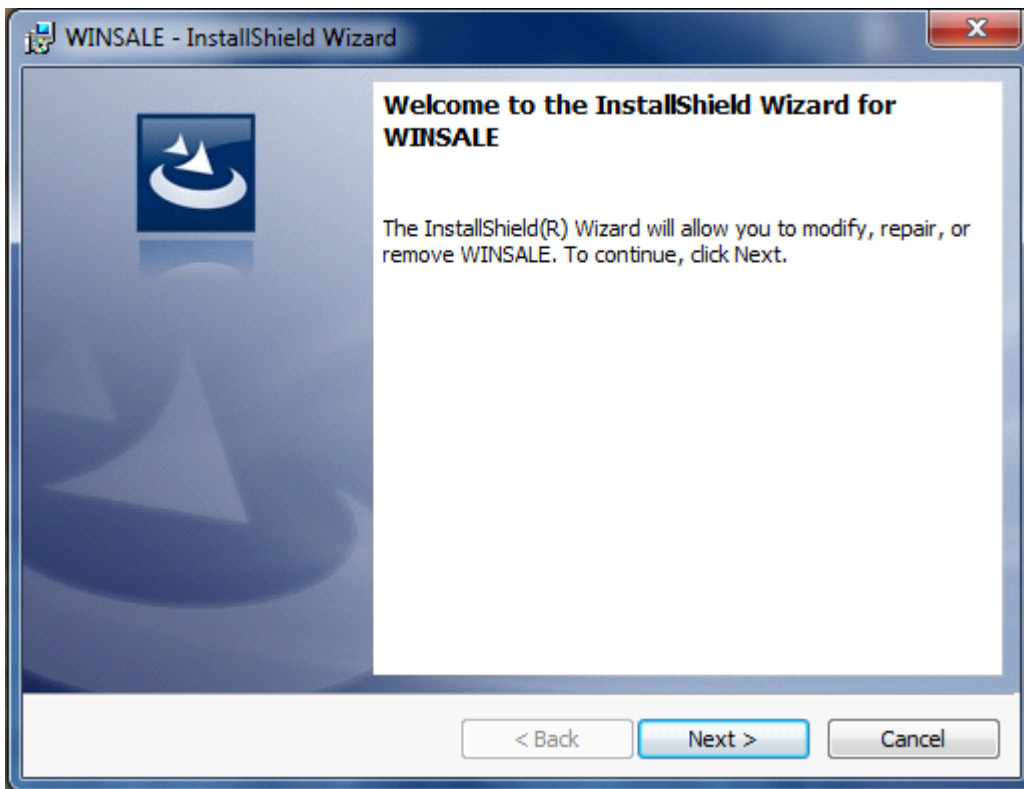 WINSALE - InstallShield Wizard
Welcome to the InstallShield Wizard for
WINSALE
The InstallShield(R) Wizard will allow you to modify, repair, or
remove WINSALE. To continue, click Next.
< Back
Next >
Cancel